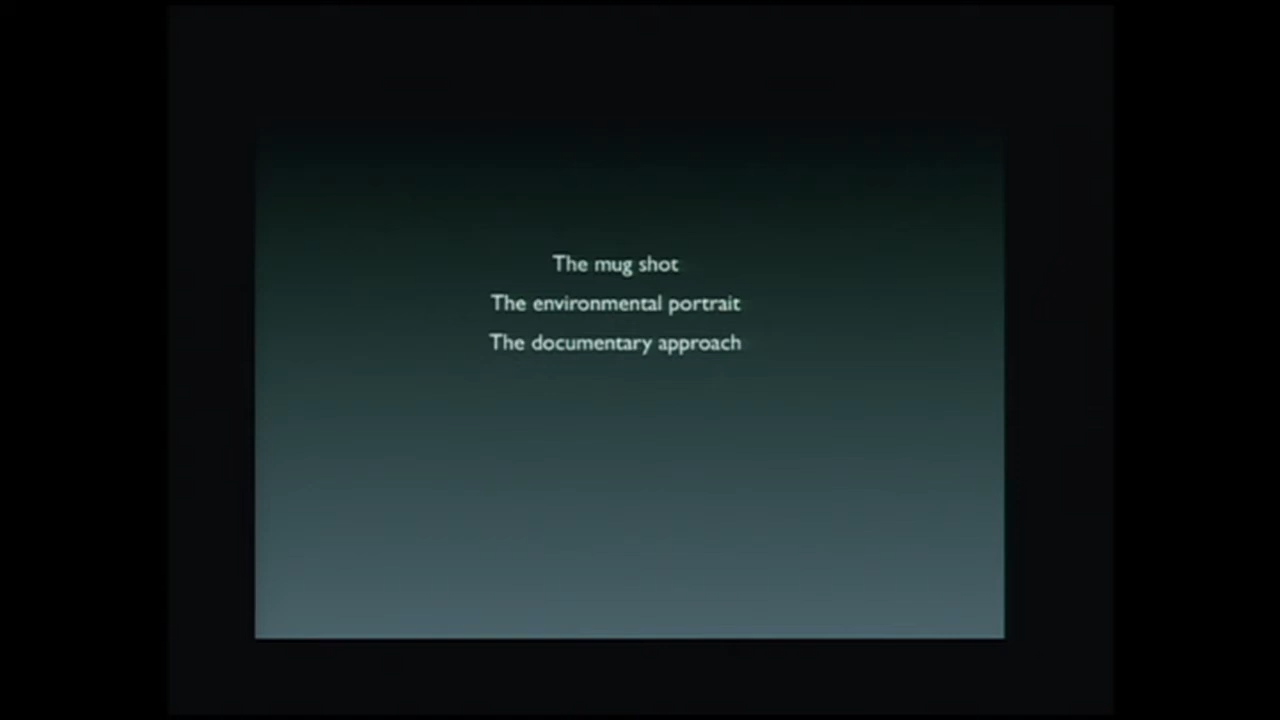 The mug shot
The environmental portrait
The documentary approach